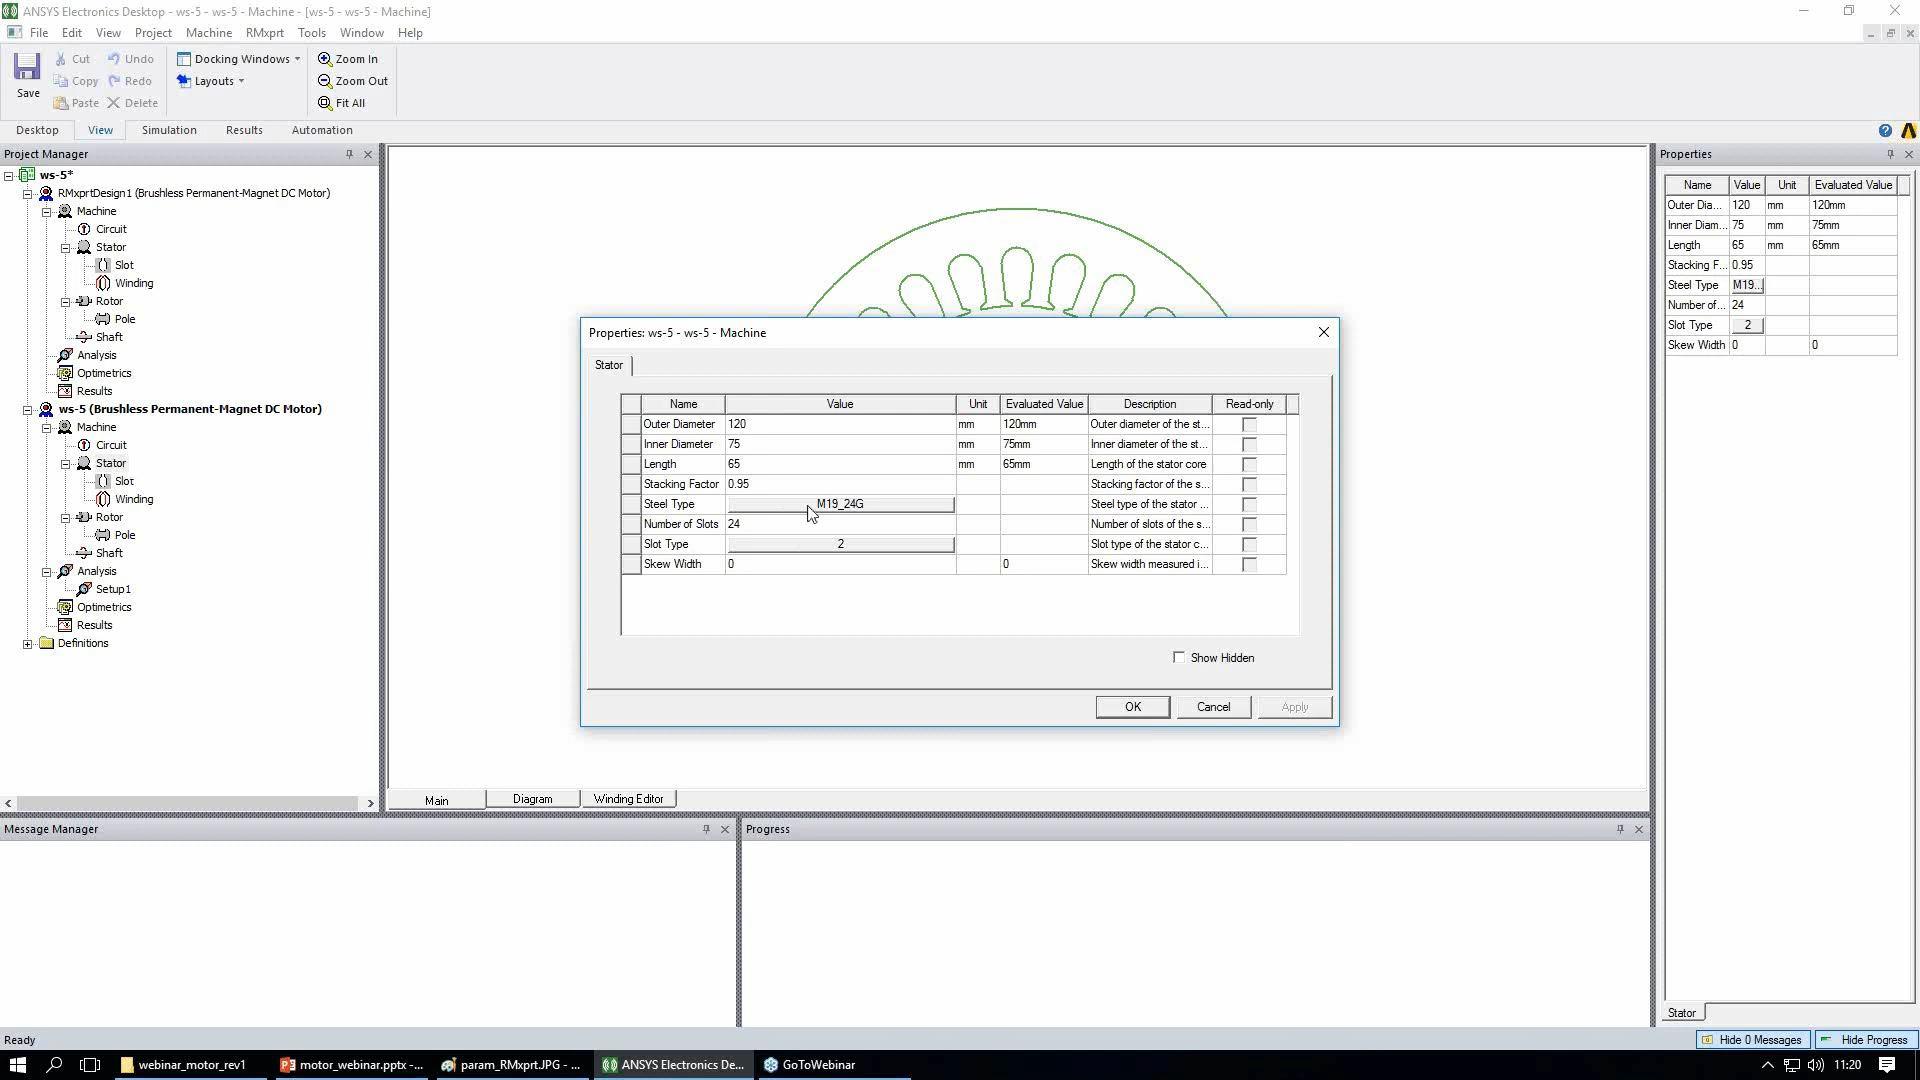 ANSYS Electronics Desktop - ws-5 - ws-5 - Machine - [ws-5 - ws-5 - Machine]
File Edit View Project Machine RMxprt Tools Window Help
Save
Cut Undo
Copy Redo
Paste Delete
Docking Windows
Layouts
Zoom In
Zoom Out
Fit All
Desktop View Simulation Results Automation
Project Manager
ws-5*
RMxprtDesign1 (Brushless Permanent-Magnet DC Motor)
Machine
Circuit
Stator
Slot
Winding
Rotor
Pole
Shaft
Analysis
Optimetrics
Results
ws-5 (Brushless Permanent-Magnet DC Motor)
Machine
Circuit
Stator
Slot
Winding
Rotor
Pole
Shaft
Analysis
Setup1
Optimetrics
Results
Definitions
Properties: ws-5 - ws-5 - Machine
Stator
Name Value Unit Evaluated Value Description Read-only
Outer Diameter 120 mm 120mm Outer diameter of the st...
Inner Diameter 75 mm 75mm Inner diameter of the st...
Length 65 mm 65mm Length of the stator core
Stacking Factor 0.95 Stacking factor of the s...
Steel Type M19_24G Steel type of the stator ...
Number of Slots 24 Number of slots of the s...
Slot Type 2 Slot type of the stator c...
Skew Width 0 0 Skew width measured i...
Show Hidden
OK Cancel Apply
Main Diagram Winding Editor
Properties
Name Value Unit Evaluated Value
Outer Dia... 120 mm 120mm
Inner Diam... 75 mm 75mm
Length 65 mm 65mm
Stacking F... 0.95
Steel Type M19...
Number of... 24
Slot Type 2
Skew Width 0 0
Stator
Message Manager
Progress
Ready
Hide 0 Messages Hide Progress
webinar_motor_rev1 motor_webinar.pptx -... param_RMxprt.JPG - ... ANSYS Electronics De... GoToWebinar
11:20